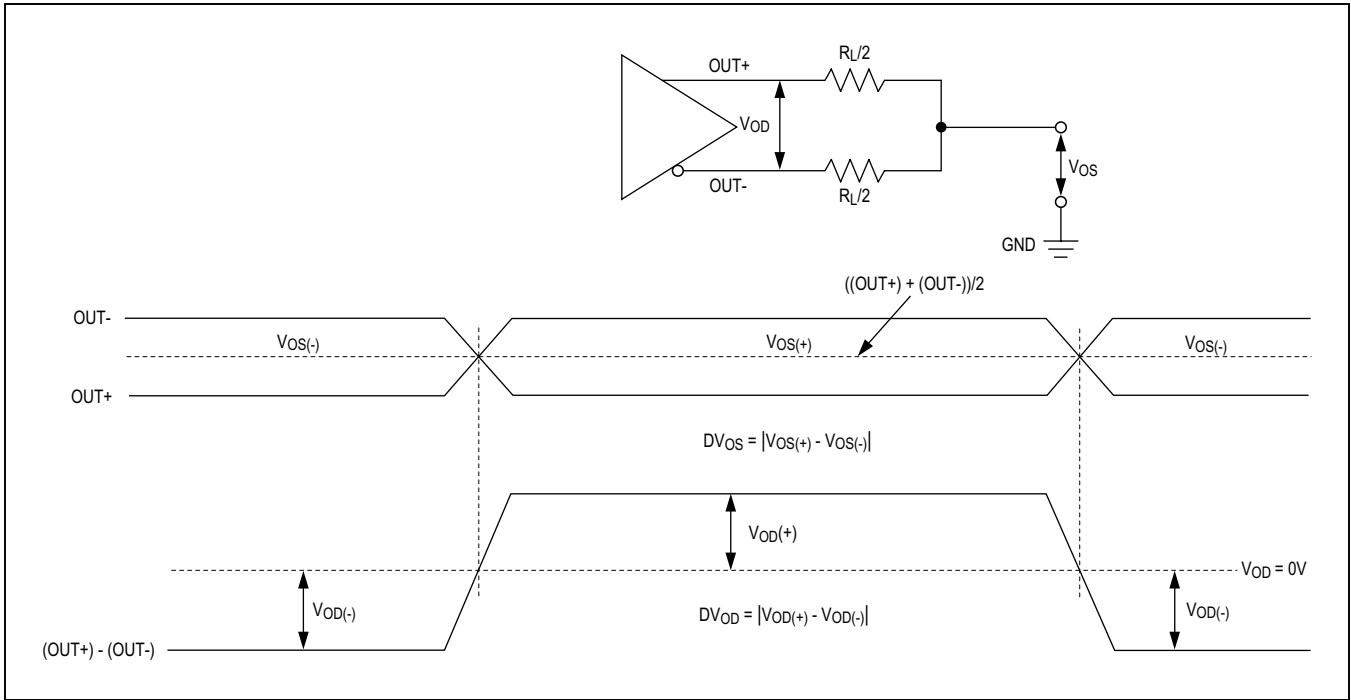 RL/2
OUT+
VOD
OUT-
RL/2
VOS
GND
((OUT+) + (OUT-))/2
OUT-
VOS(-)
VOS(+)
VOS(-)
OUT+
DVOS = |VOS(+) - VOS(-)|
VOD(+)
VOD = 0V
VOD(-)
DVOD = |VOD(+) - VOD(-)|
VOD(-)
(OUT+) - (OUT-)